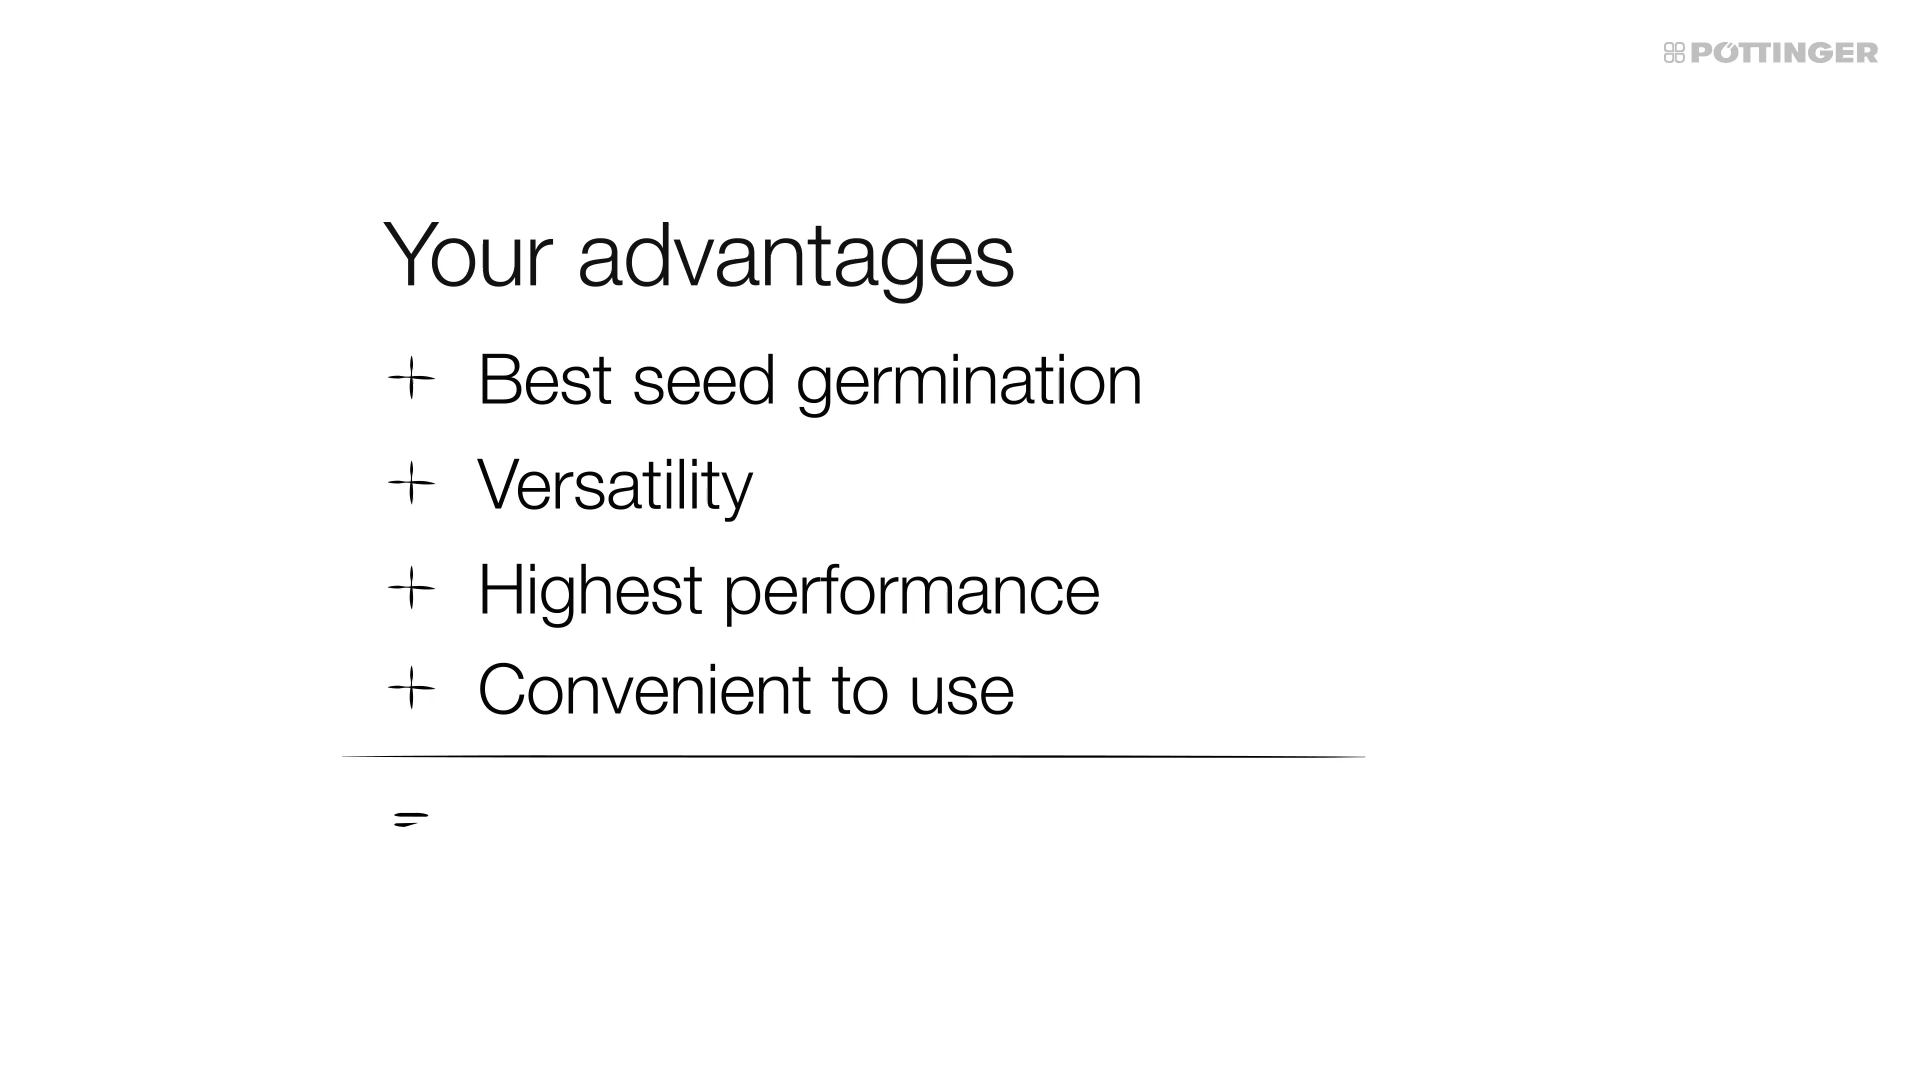 PÖTTINGER
Your advantages
+ Best seed germination
+ Versatility
+ Highest performance
+ Convenient to use
=